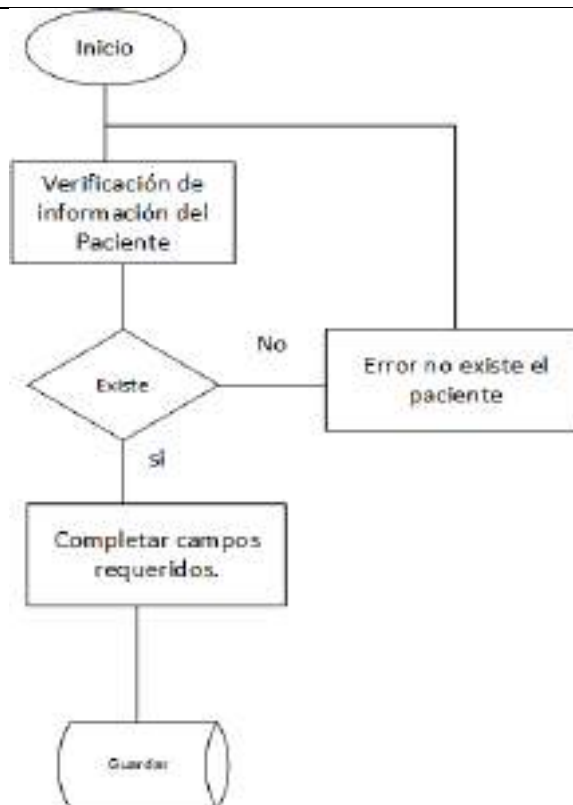 Inicio
Verificación de
información del
Paciente
Existe
No
Error no existe el
paciente
si
Completar campos
requeridos.
Guardar